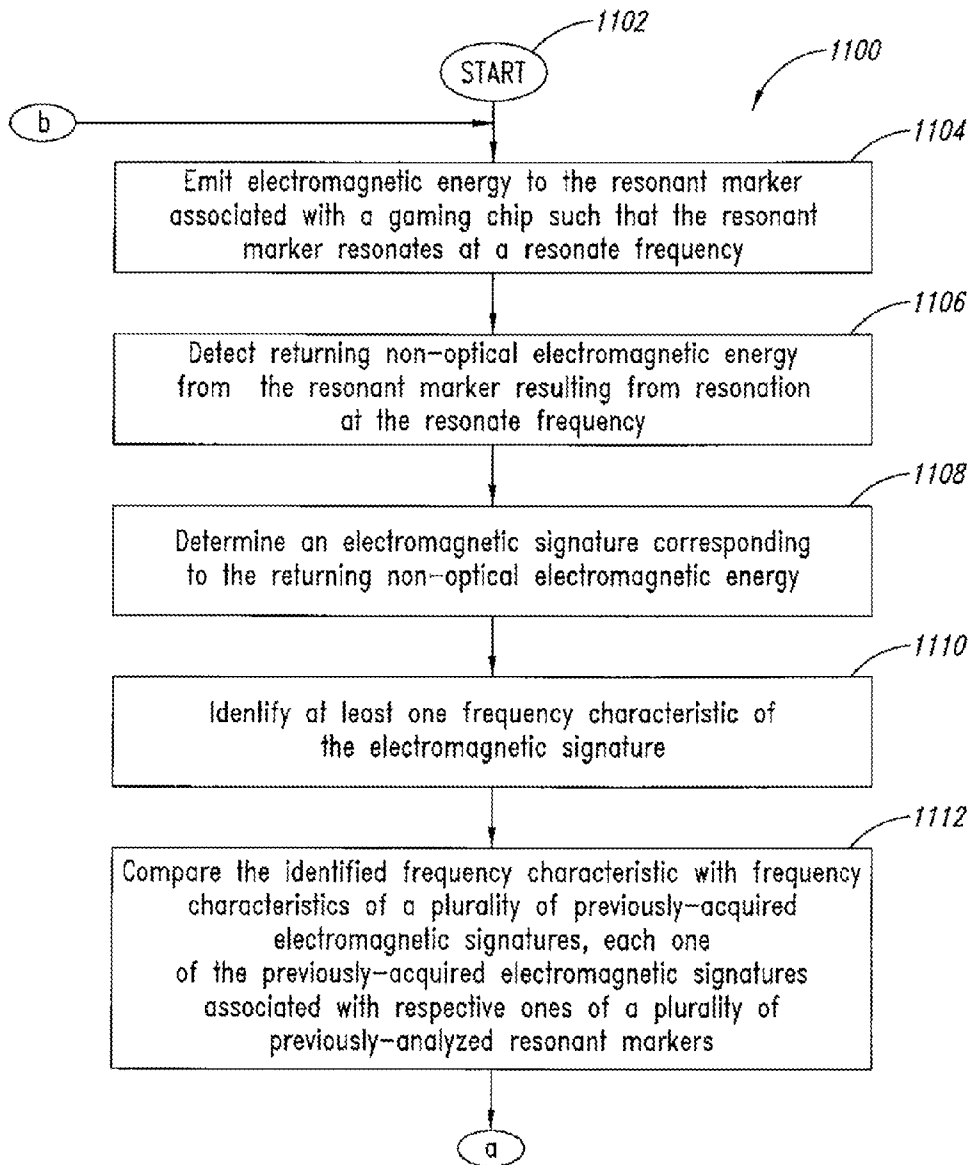 1102
START
1100
b
1104
Emit electromagnetic energy to the resonant marker
associated with a gaming chip such that the resonant
marker resonates at a resonate frequency
1106
Detect returning non-optical electromagnetic energy
from the resonant marker resulting from resonation
at the resonate frequency
1108
Determine an electromagnetic signature corresponding
to the returning non-optical electromagnetic energy
1110
Identify at least one frequency characteristic of
the electromagnetic signature
1112
Compare the identified frequency characteristic with frequency
characteristics of a plurality of previously-acquired
electromagnetic signatures, each one
of the previously-acquired electromagnetic signatures
associated with respective ones of a plurality of
previously-analyzed resonant markers
a